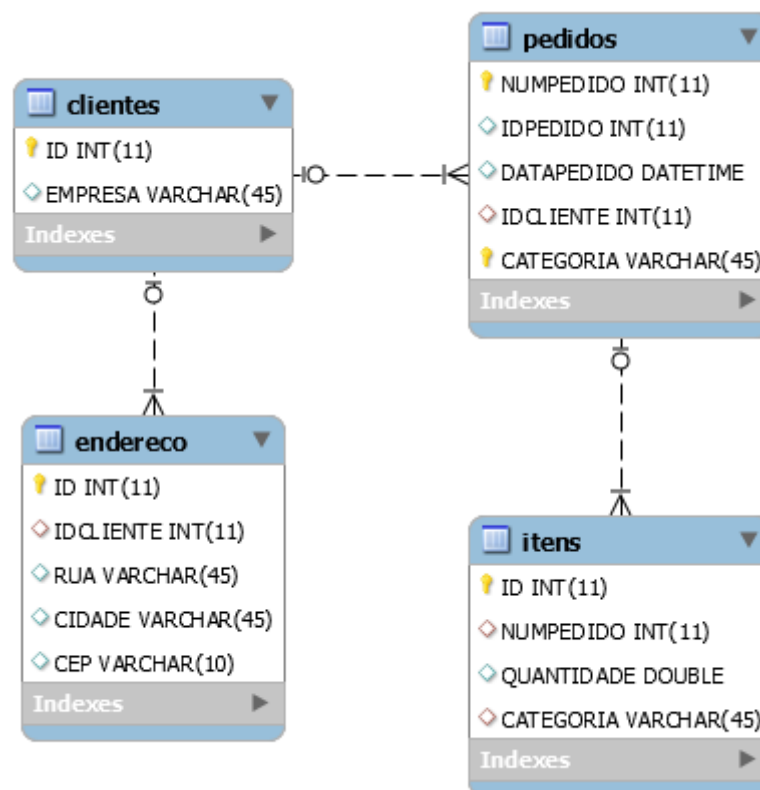 clientes
ID INT(11)
EMPRESA VARCHAR(45)
Indexes
pedidos
NUMPEDIDO INT(11)
IDPEDIDO INT(11)
DATAPEDIDO DATETIME
IDCLIENTE INT(11)
CATEGORIA VARCHAR(45)
Indexes
endereco
ID INT(11)
IDCLIENTE INT(11)
RUA VARCHAR(45)
CIDADE VARCHAR(45)
CEP VARCHAR(10)
Indexes
itens
ID INT(11)
NUMPEDIDO INT(11)
QUANTIDADE DOUBLE
CATEGORIA VARCHAR(45)
Indexes